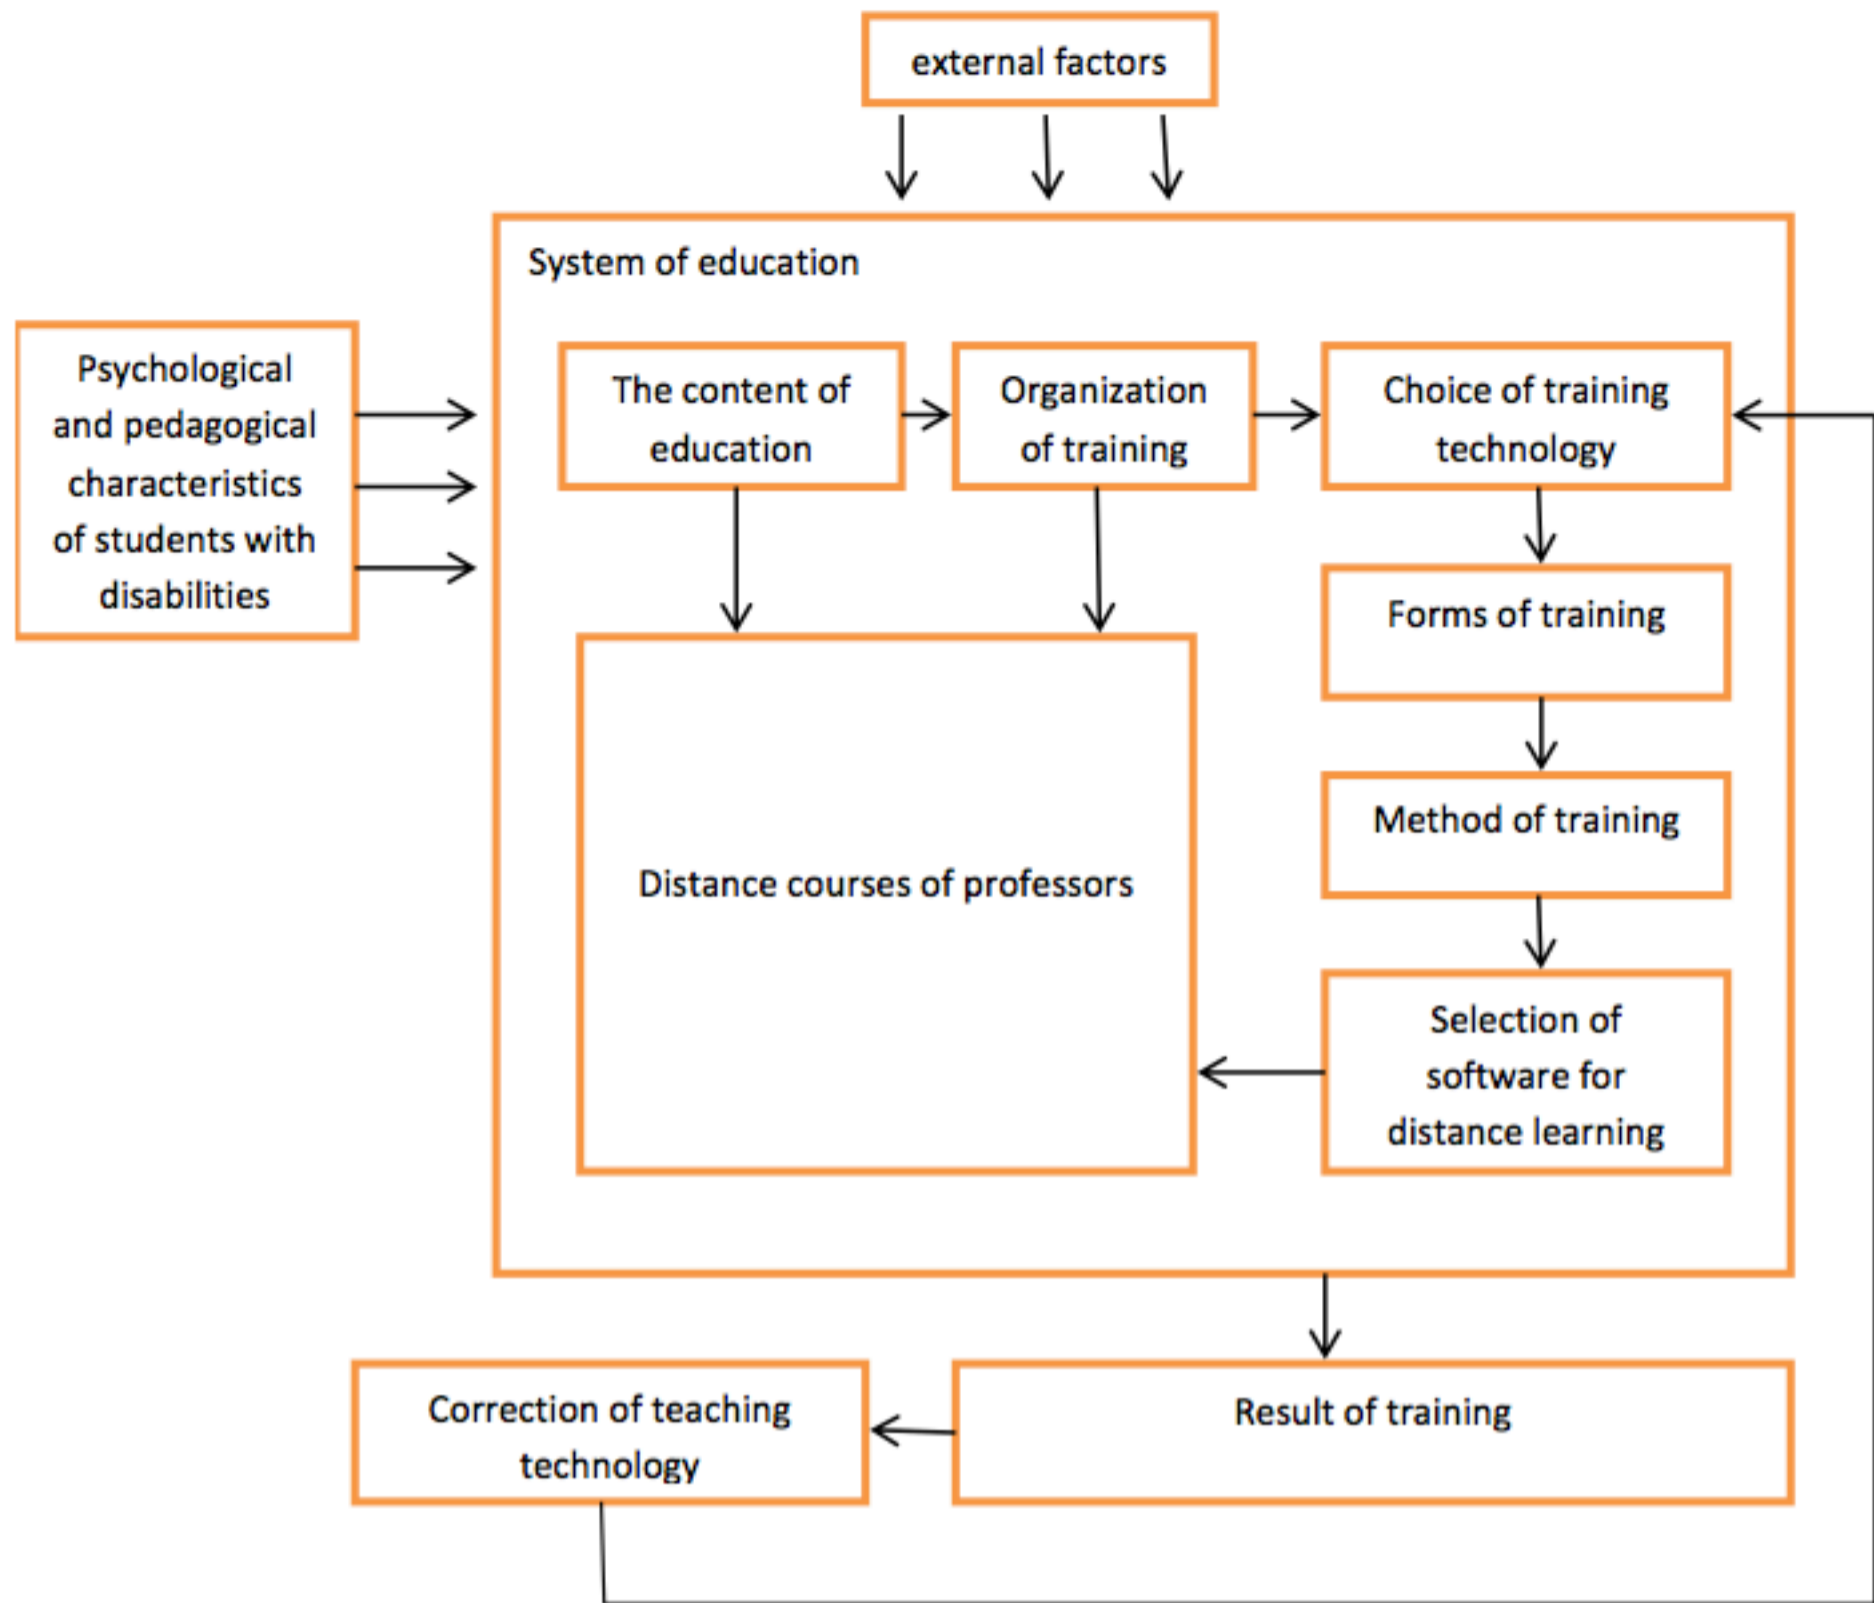 external factors
System of education
Psychological
and pedagogical
characteristics
of students with
disabilities
The content of
education
Organization
of training
Choice of training
technology
Forms of training
Method of training
Distance courses of professors
Selection of
software for
distance learning
Correction of teaching
technology
Result of training